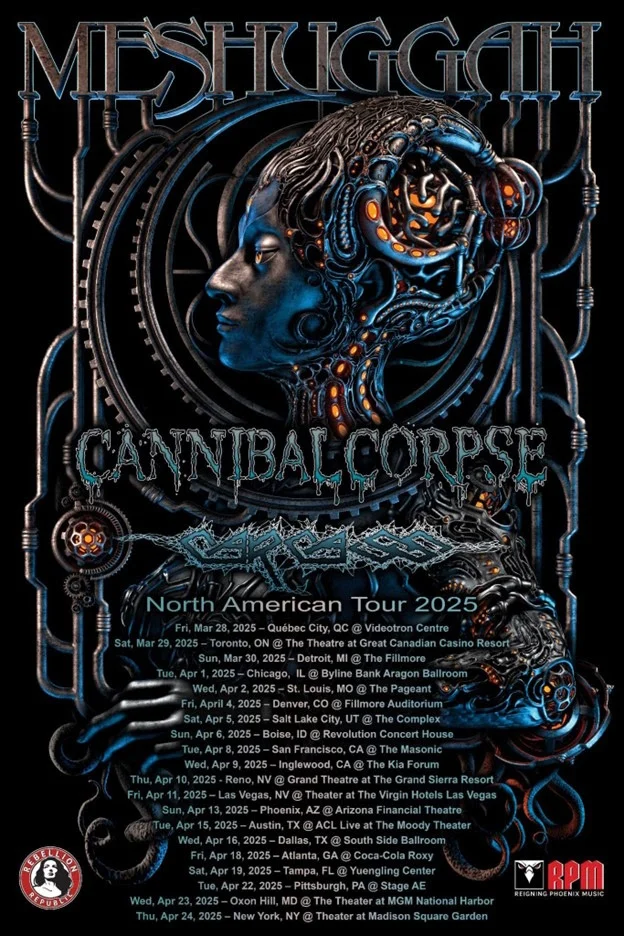 MESHUGGAH
CANNIBAL CORPSE
CARCASS
North American Tour 2025
Fri, Mar 28, 2025 – Québec City, QC @ Videotron Centre
Sat, Mar 29, 2025 – Toronto, ON @ The Theatre at Great Canadian Casino Resort
Sun, Mar 30, 2025 – Detroit, MI @ The Fillmore
Tue, Apr 1, 2025 – Chicago, IL @ Byline Bank Aragon Ballroom
Wed, Apr 2, 2025 – St. Louis, MO @ The Pageant
Fri, April 4, 2025 – Denver, CO @ Fillmore Auditorium
Sat, Apr 5, 2025 – Salt Lake City, UT @ The Complex
Sun, Apr 6, 2025 – Boise, ID @ Revolution Concert House
Tue, Apr 8, 2025 – San Francisco, CA @ The Masonic
Wed, Apr 9, 2025 – Inglewood, CA @ The Kia Forum
Thu, Apr 10, 2025 - Reno, NV @ Grand Theatre at The Grand Sierra Resort
Fri, Apr 11, 2025 – Las Vegas, NV @ Theater at The Virgin Hotels Las Vegas
Sun, Apr 13, 2025 – Phoenix, AZ @ Arizona Financial Theatre
Tue, Apr 15, 2025 – Austin, TX @ ACL Live at The Moody Theater
Wed, Apr 16, 2025 – Dallas, TX @ South Side Ballroom
Fri, Apr 18, 2025 – Atlanta, GA @ Coca-Cola Roxy
Sat, Apr 19, 2025 – Tampa, FL @ Yuengling Center
Tue, Apr 22, 2025 – Pittsburgh, PA @ Stage AE
Wed, Apr 23, 2025 – Oxon Hill, MD @ The Theater at MGM National Harbor
Thu, Apr 24, 2025 – New York, NY @ Theater at Madison Square Garden
REBELLION
REPUBLIC
RPM
REIGNING PHOENIX MUSIC